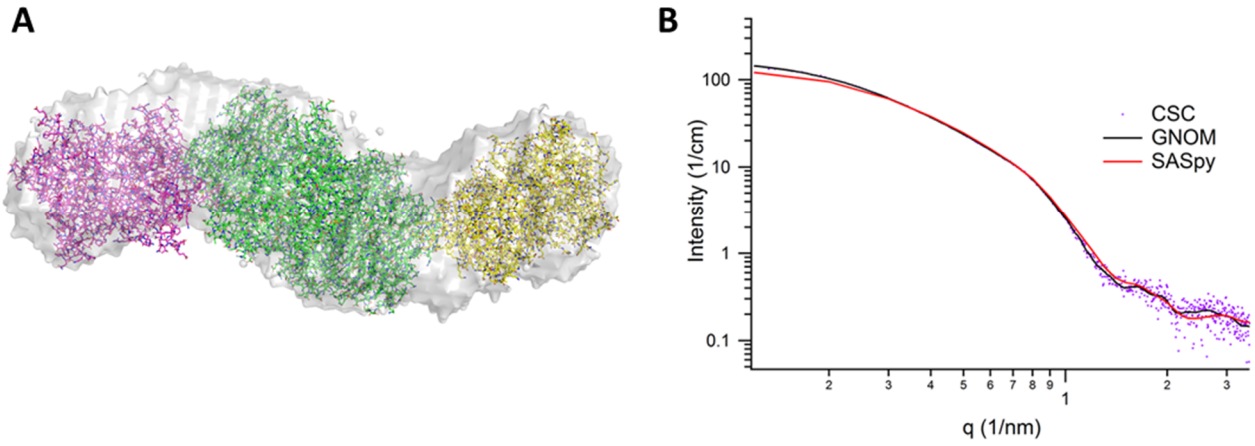 A
B
100
10
1
0.1
Intensity (1/cm)
CSC
GNOM
SASpy
2 3 4 5 6 7 8 9 1 2 3
q (1/nm)